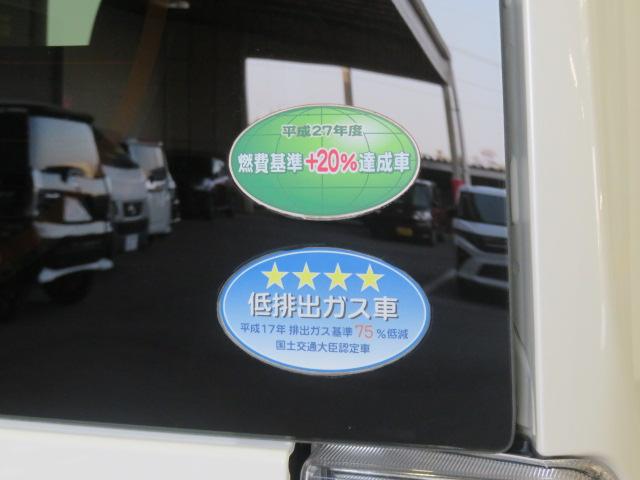 平成27年度
燃費基準+20%達成車
低排出ガス車
平成17年 排出ガス基準 75 %低減
国土交通大臣認定車